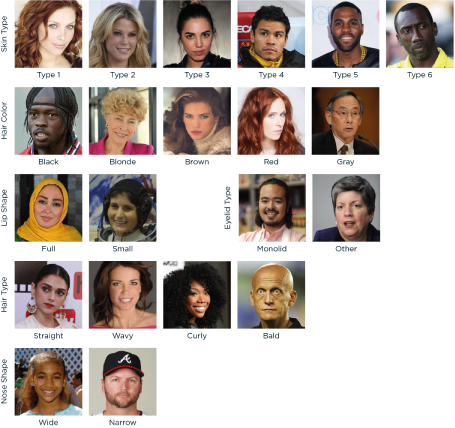 Skin Type
Type 1 Type 2 Type 3 Type 4 Type 5 Type 6
Hair Color
Black Blonde Brown Red Gray
Lip Shape
Full Small
Eyelid Type
Monolid Other
Hair Type
Straight Wavy Curly Bald
Nose Shape
A
Wide Narrow